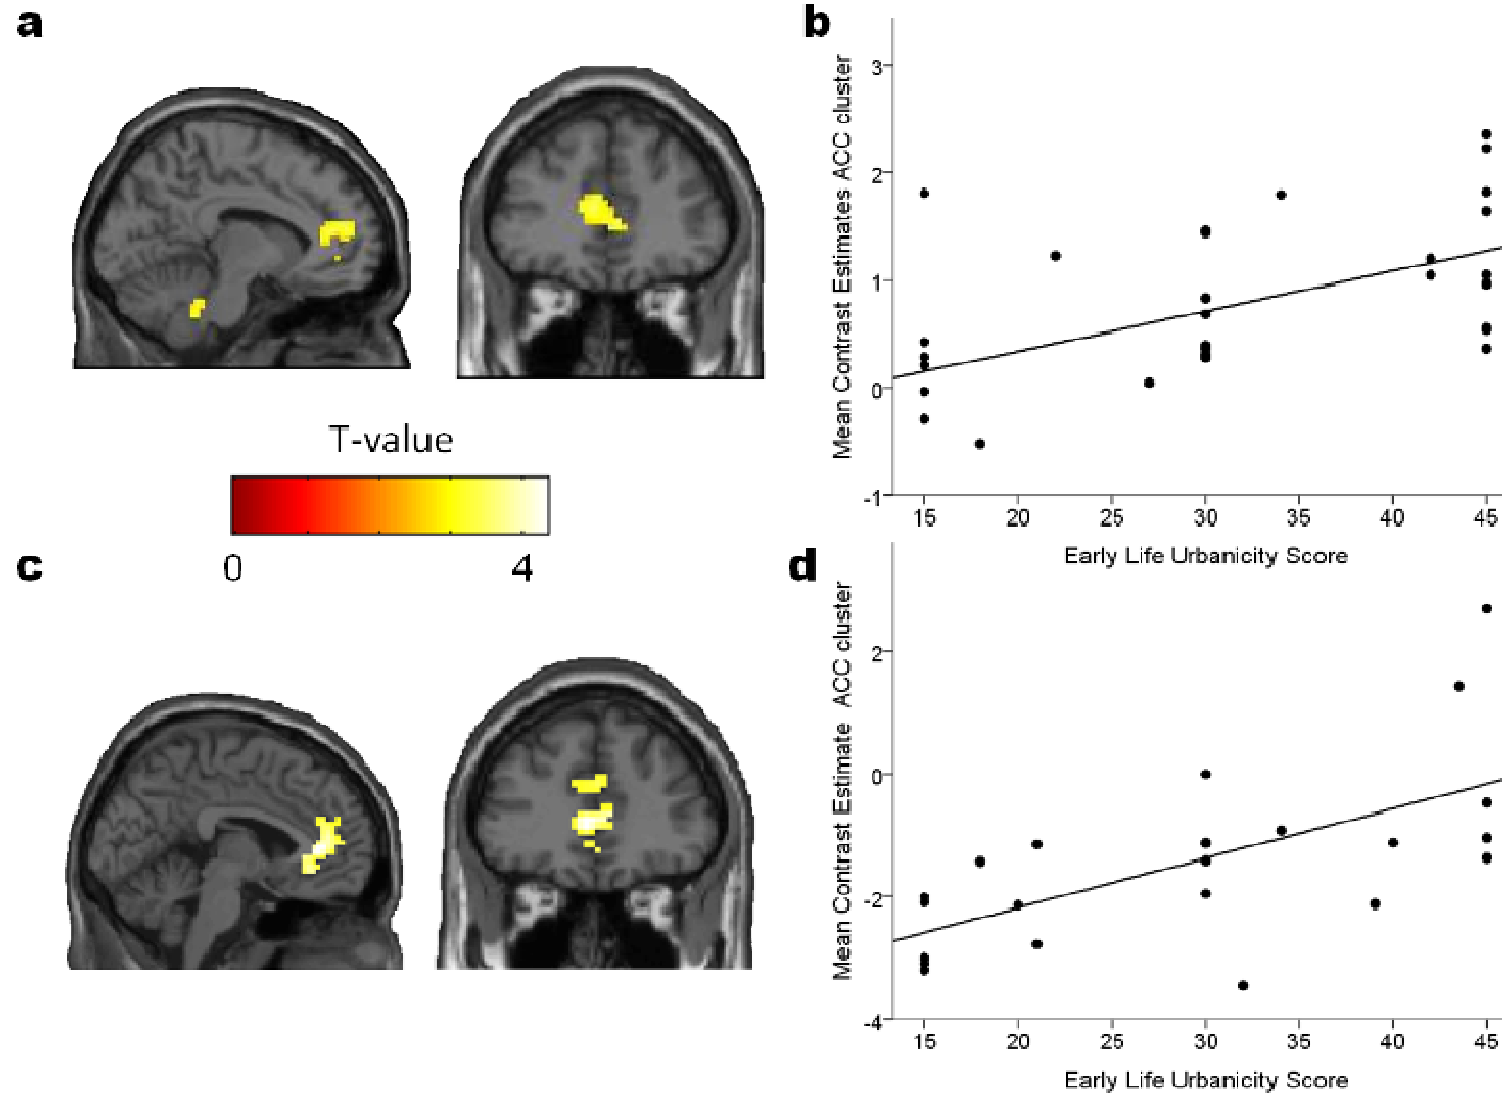 a
b
Mean Contrast Estimates ACC cluster
3
2
1
0
-1
15 20 25 30 35 40 45
Early Life Urbanicity Score
T-value
0 4
c
d
Mean Contrast Estimate ACC cluster
2
0
-2
-4
15 20 25 30 35 40 45
Early Life Urbanicity Score